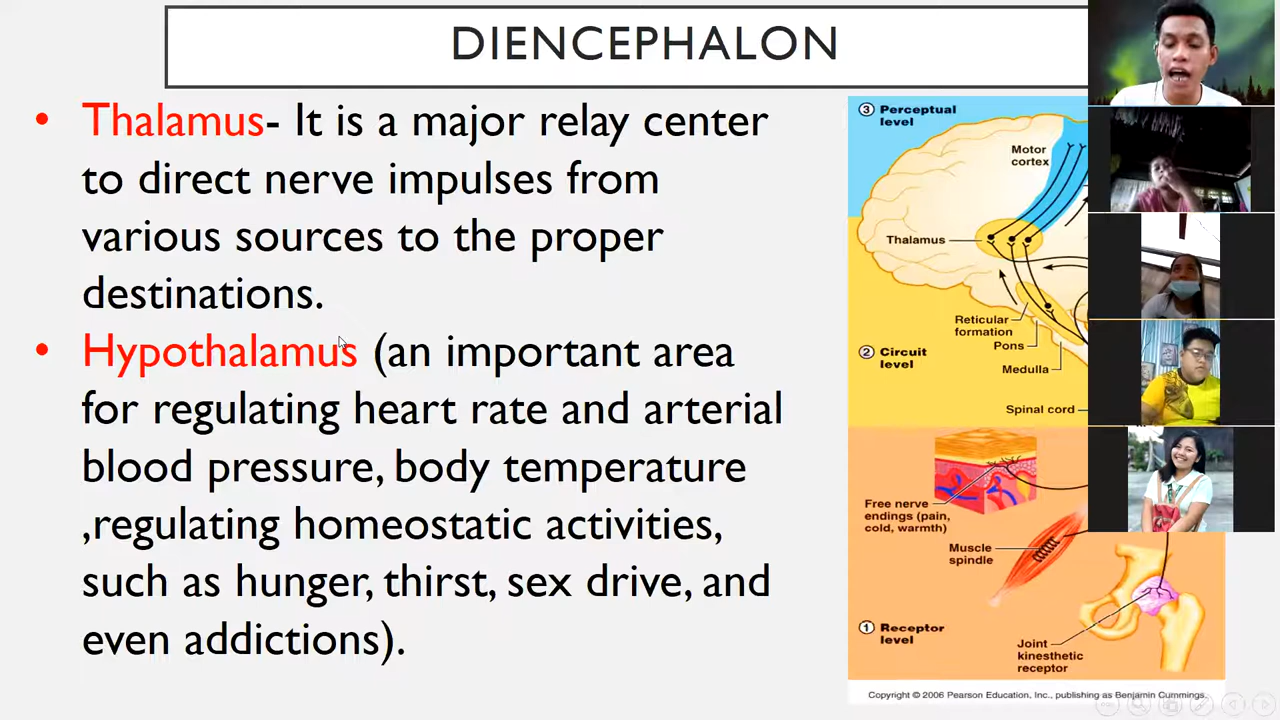 DIENCEPHALON
• Thalamus- It is a major relay center
to direct nerve impulses from
various sources to the proper
destinations.
• Hypothalamus (an important area
for regulating heart rate and arterial
blood pressure, body temperature
,regulating homeostatic activities,
such as hunger, thirst, sex drive, and
even addictions).
3 Perceptual
level
Motor
cortex
Thalamus
Reticular
formation
Pons
2 Circuit
level
Medulla
Spinal cord
Free nerve
endings (pain,
cold, warmth)
Muscle
spindle
1 Receptor
level
Joint
kinesthetic
receptor
Copyright © 2006 Pearson Education, Inc., publishing as Benjamin Cummings.